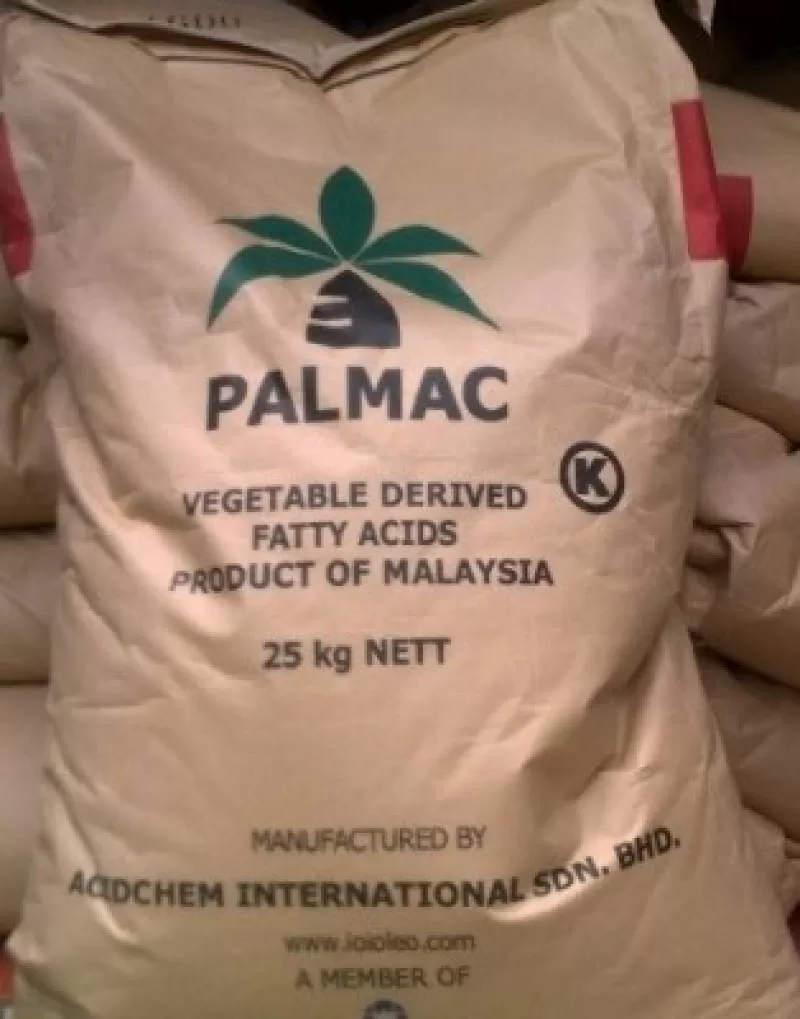 PALMAC
K
VEGETABLE DERIVED
FATTY ACIDS
PRODUCT OF MALAYSIA
25 kg NETT
MANUFACTURED BY
ACIDCHEM INTERNATIONAL SDN. BHD.
www.ioioleo.com
A MEMBER OF